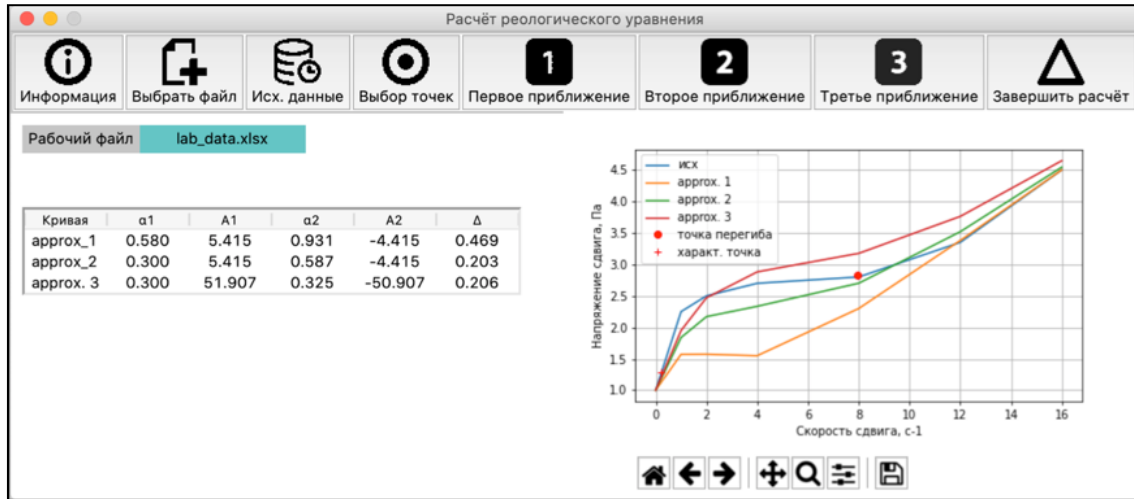 Расчёт реологического уравнения
1 2 3
Информация Выбрать файл Исх. данные Выбор точек Первое приближение Второе приближение Третье приближение Завершить расчёт
Рабочий файл lab_data.xlsx
Кривая α1 A1 α2 A2 Δ
approx_1 0.580 5.415 0.931 -4.415 0.469
approx_2 0.300 5.415 0.587 -4.415 0.203
approx. 3 0.300 51.907 0.325 -50.907 0.206
Напряжение сдвига, Па
4.5
4.0
3.5
3.0
2.5
2.0
1.5
1.0
исх
approx. 1
approx. 2
approx. 3
точка перегиба
характ. точка
0 2 4 6 8 10 12 14 16
Скорость сдвига, с-1